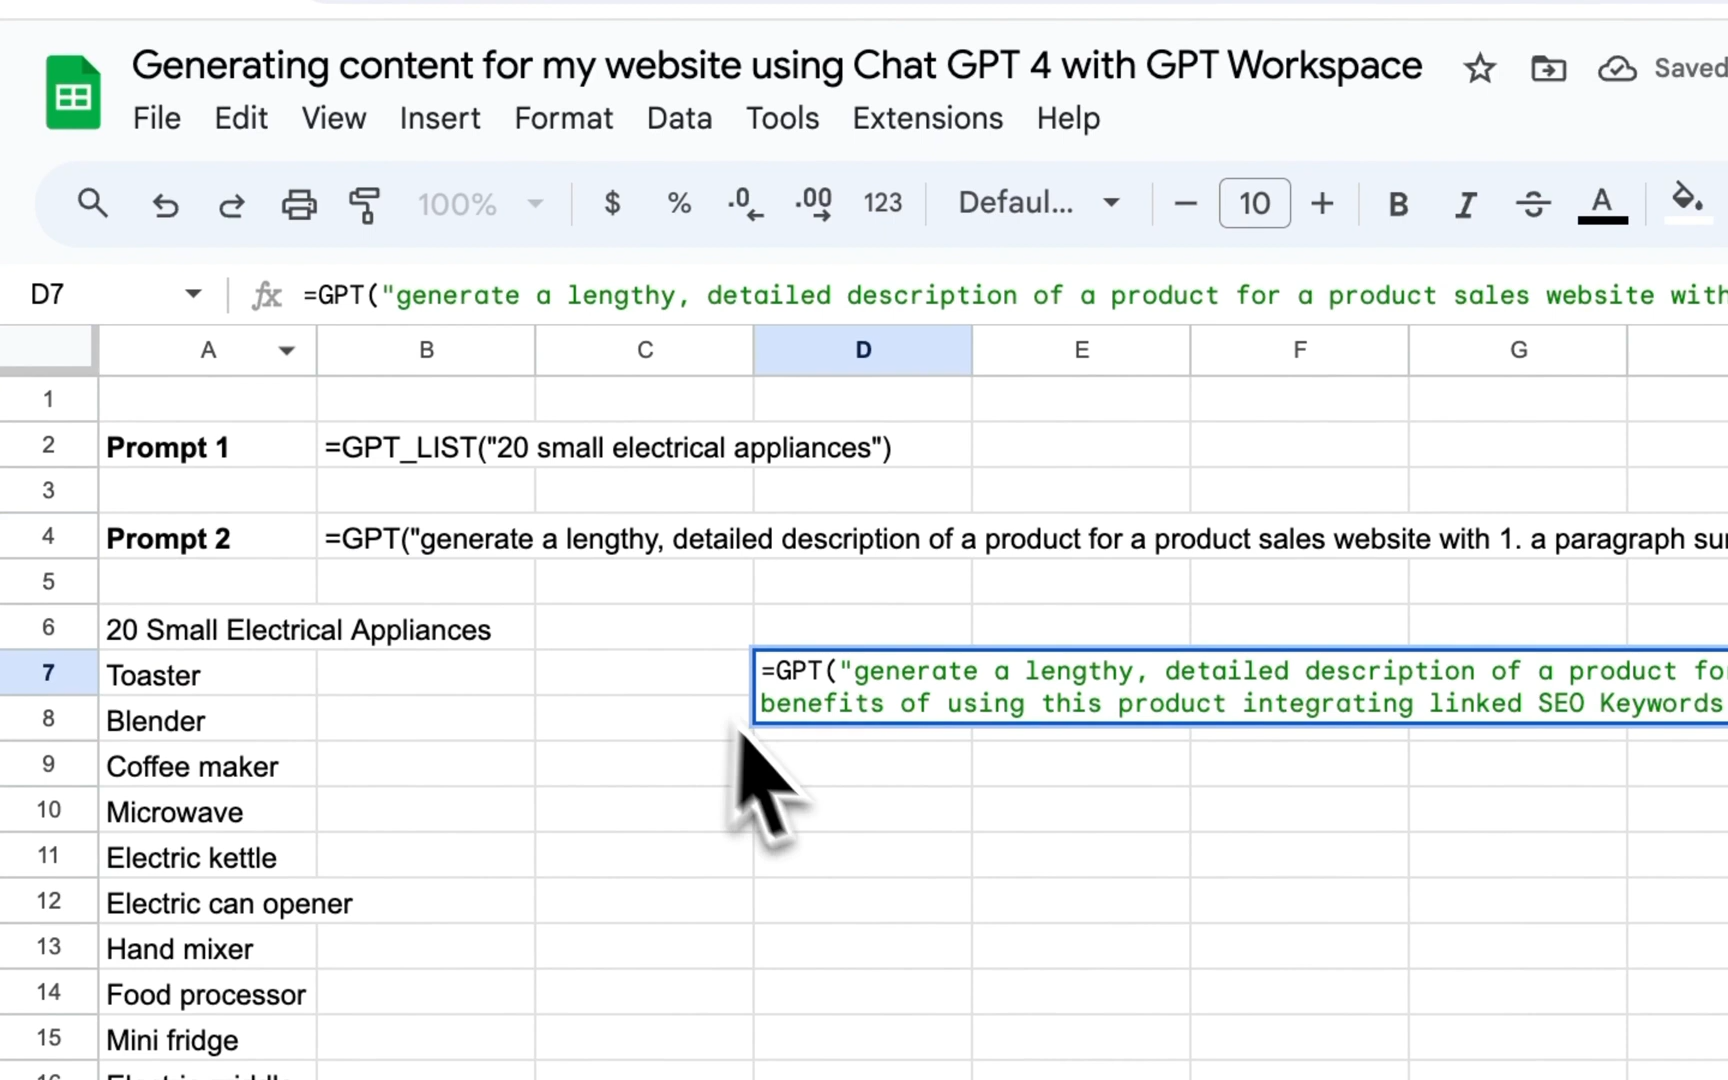 Generating content for my website using Chat GPT 4 with GPT Workspace Saved
File Edit View Insert Format Data Tools Extensions Help
100% $ % .0 .00 123 Defaul... − 10 + B I S A
D7 fx =GPT("generate a lengthy, detailed description of a product for a product sales website with
A B C D E F G
1
2 Prompt 1 =GPT_LIST("20 small electrical appliances")
3
4 Prompt 2 =GPT("generate a lengthy, detailed description of a product for a product sales website with 1. a paragraph
5
6 20 Small Electrical Appliances
7 Toaster =GPT("generate a lengthy, detailed description of a product
benefits of using this product integrating linked SEO Keywords
8 Blender
9 Coffee maker
10 Microwave
11 Electric kettle
12 Electric can opener
13 Hand mixer
14 Food processor
15 Mini fridge